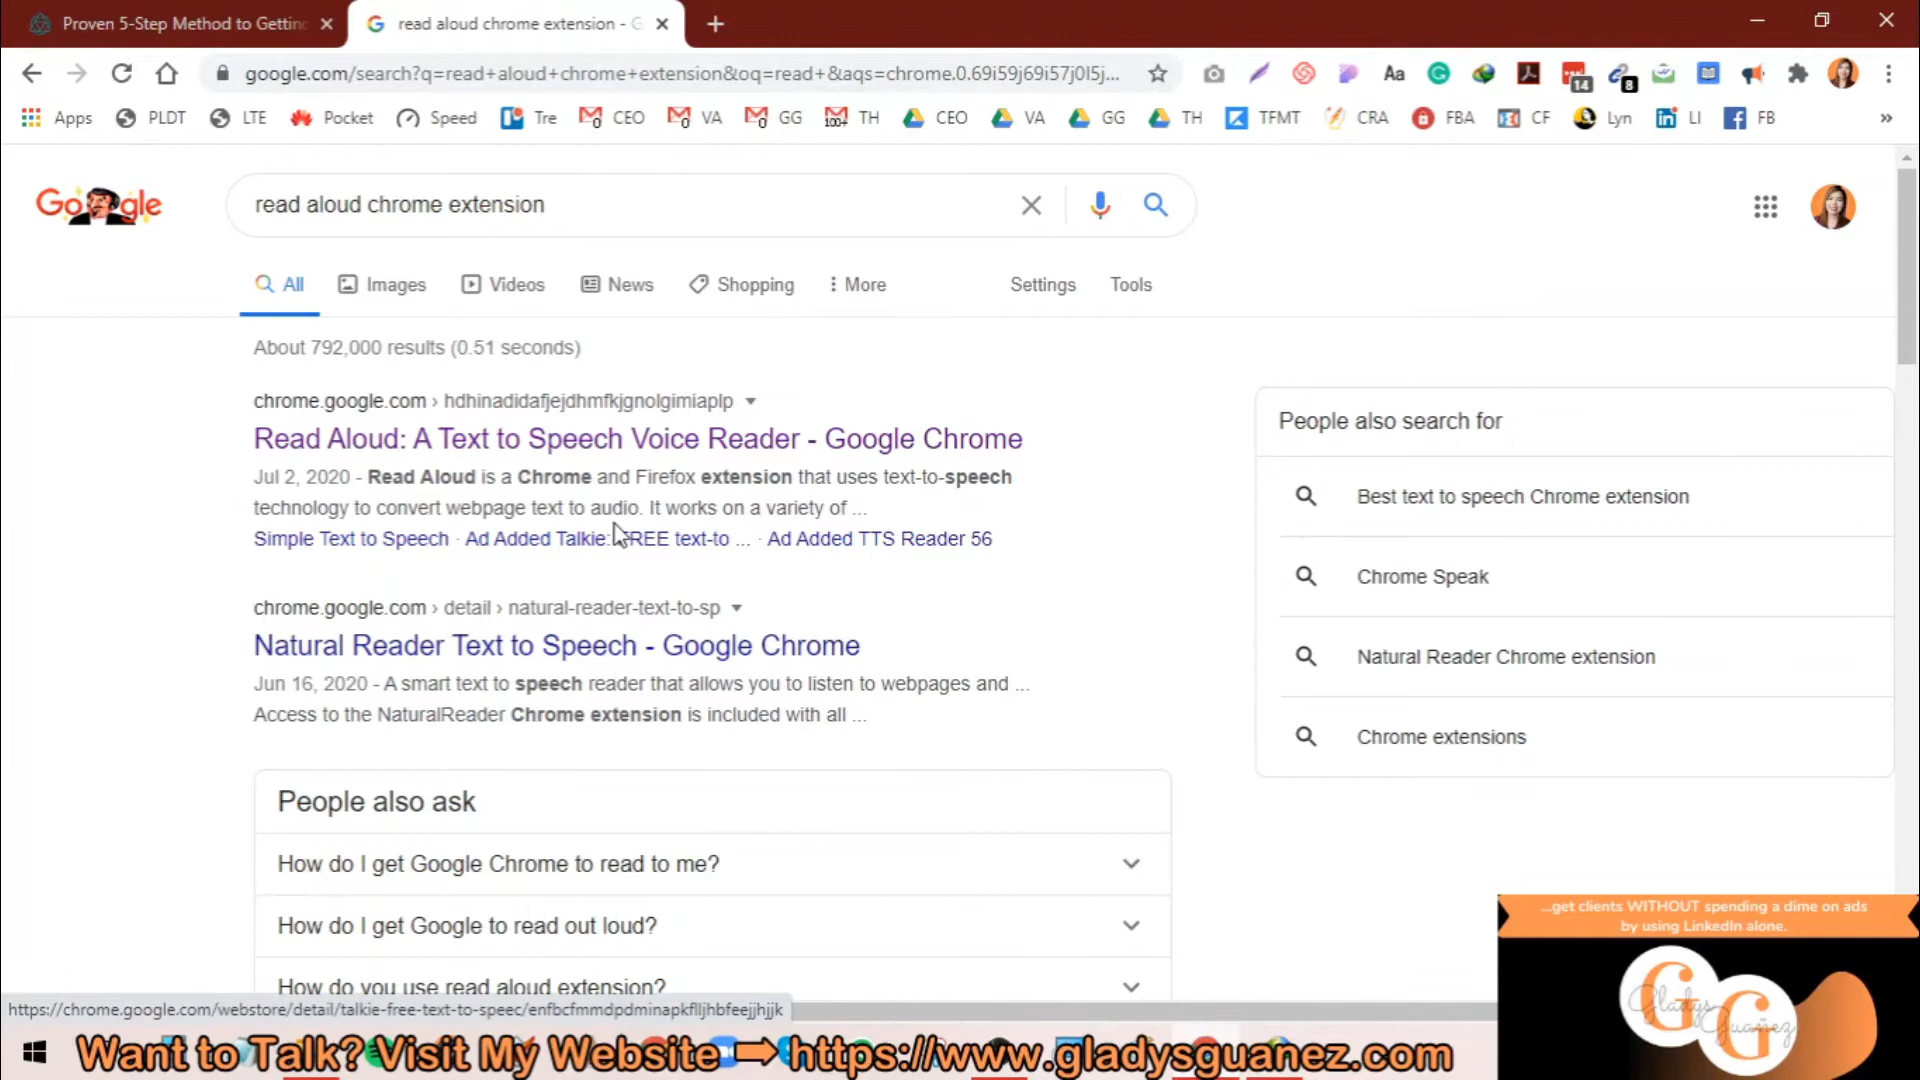 Proven 5-Step Method to Getting
read aloud chrome extension - G
google.com/search?q=read+aloud+chrome+extension&oq=read+&aqs=chrome.0.69i59j69i57j0l5j...
Aa
14
8
Apps
PLDT
LTE
Pocket
Speed
Tre
0
CEO
0
VA
0
GG
100+
TH
CEO
VA
GG
TH
TFMT
CRA
FBA
CF
Lyn
LI
FB
»
Google
read aloud chrome extension
All
Images
Videos
News
Shopping
More
Settings
Tools
About 792,000 results (0.51 seconds)
chrome.google.com › hdhinadidafjejdhmfkjgnolgimiaplp
Read Aloud: A Text to Speech Voice Reader - Google Chrome
Jul 2, 2020 - Read Aloud is a Chrome and Firefox extension that uses text-to-speech
technology to convert webpage text to audio. It works on a variety of ...
Simple Text to Speech · Ad Added Talkie: FREE text-to ... · Ad Added TTS Reader 56
chrome.google.com › detail › natural-reader-text-to-sp
Natural Reader Text to Speech - Google Chrome
Jun 16, 2020 - A smart text to speech reader that allows you to listen to webpages and ...
Access to the NaturalReader Chrome extension is included with all ...
People also ask
How do I get Google Chrome to read to me?
How do I get Google to read out loud?
How do you use read aloud extension?
People also search for
Best text to speech Chrome extension
Chrome Speak
Natural Reader Chrome extension
Chrome extensions
https://chrome.google.com/webstore/detail/talkie-free-text-to-speec/enfbcfmmdpdminapkflljhbfeejjhjjk
...get clients WITHOUT spending a dime on ads
by using LinkedIn alone.
Gladys
Guañez
Want to Talk? Visit My Website ➡ https://www.gladysguanez.com